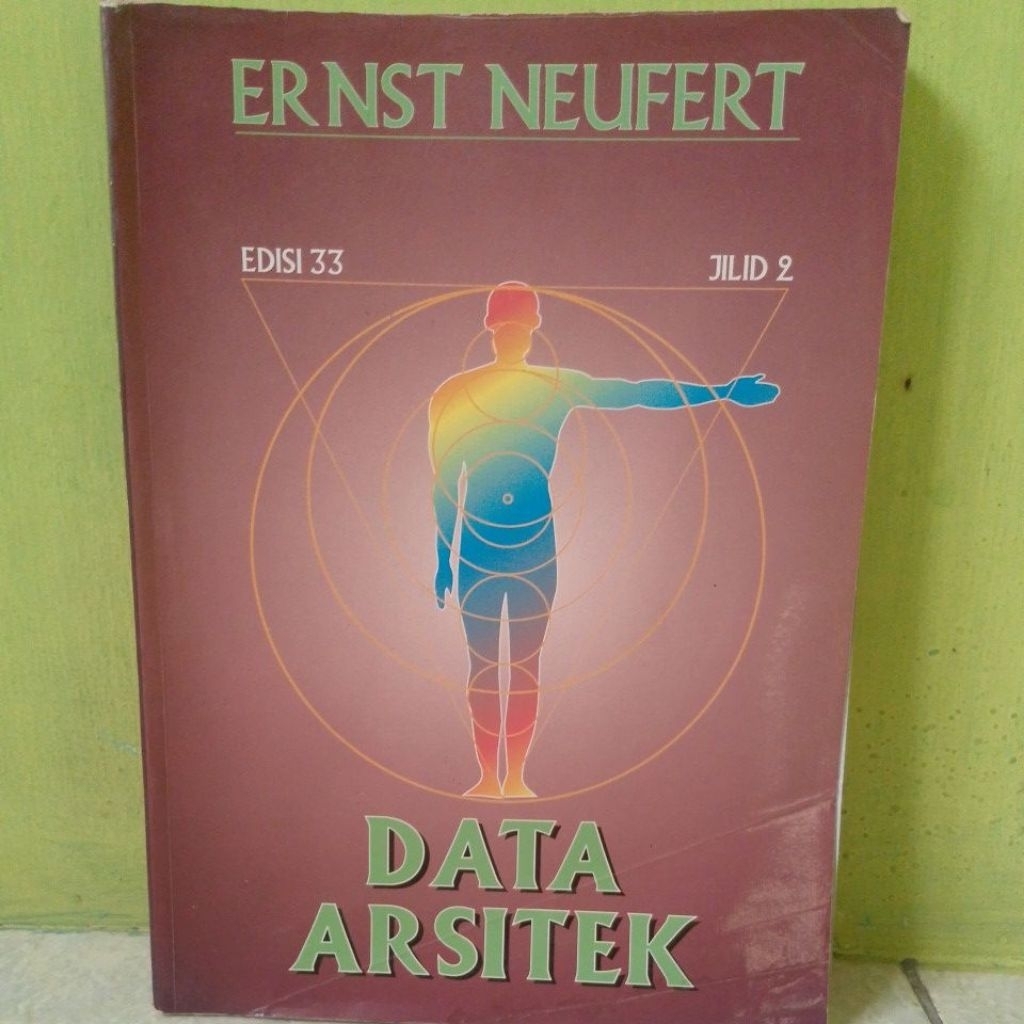 ERNST NEUFERT
EDISI 33 JILID 2
DATA
ARSITEK